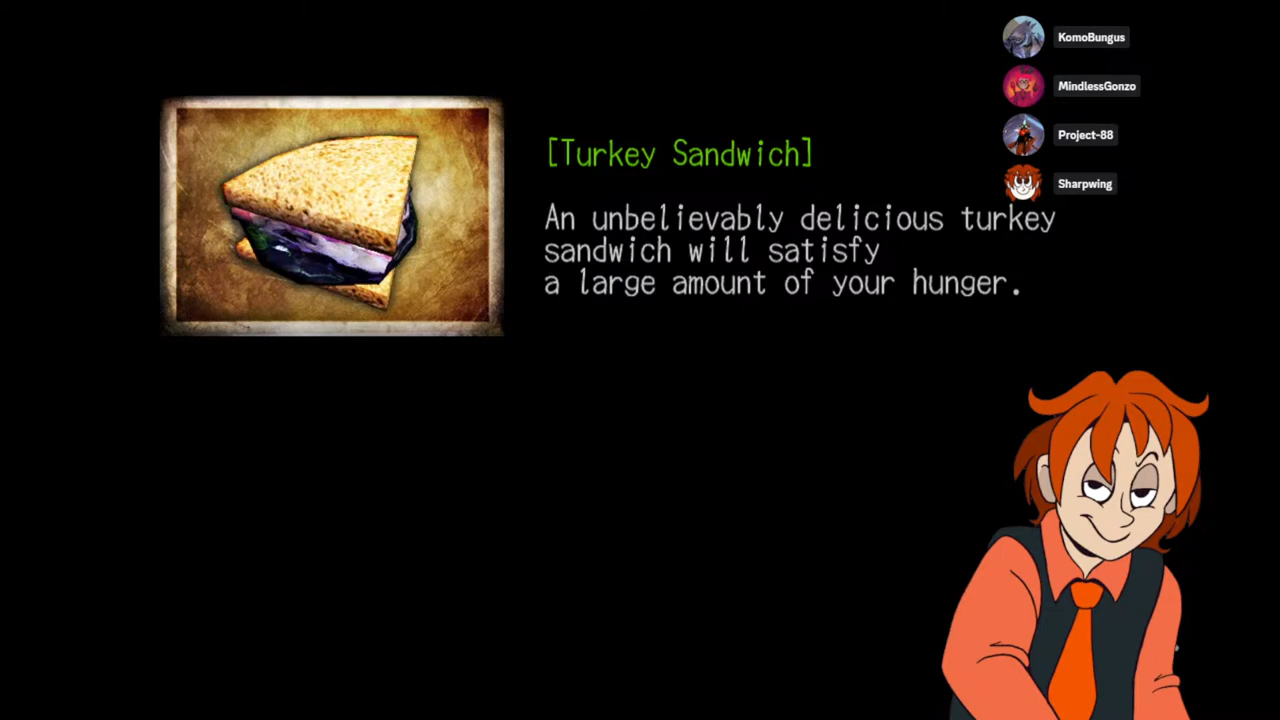 KomoBungus
MindlessGonzo
Project-88
Sharpwing
[Turkey Sandwich]
An unbelievably delicious turkey
sandwich will satisfy
a large amount of your hunger.